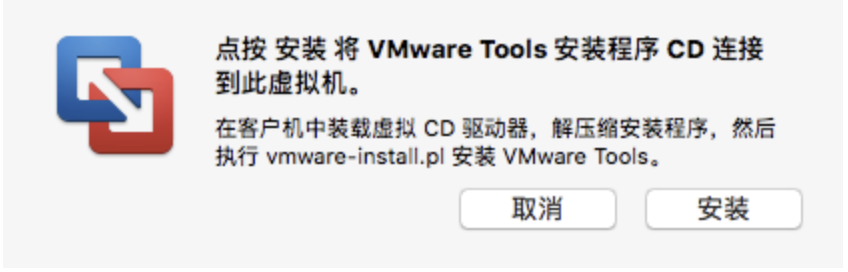 点按 安装 将 VMware Tools 安装程序 CD 连接
到此虚拟机。
在客户机中装载虚拟 CD 驱动器，解压缩安装程序，然后
执行 vmware-install.pl 安装 VMware Tools。
取消
安装